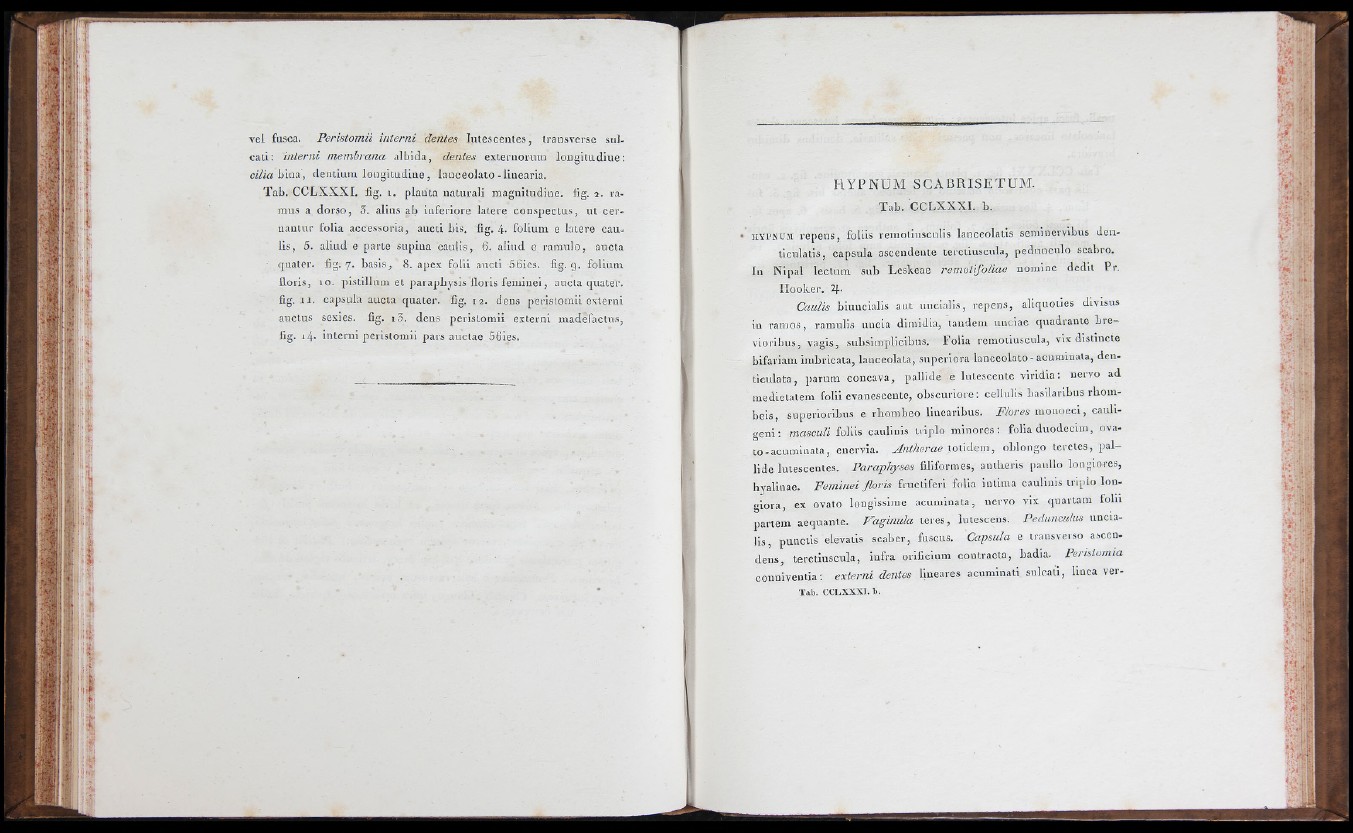 vel fusca. Peristomii interni dentes lutescentes, transverse sul-
cati: interni membrana albida, dentes externorum longitudine:
cilia bina, dentium longitudine, lanceolato-linearia.
Tab. CCLXXXI. fig. 1. planta naturali magnitudine. fig. 2. ra-
mus a dorso, 3. alius ab inferiore latere conspectus, ut cer-
nantur folia accessoria, aucti bis. fig. 4. folium e latere cau-
lis, 5. aliud e parte supina caulis, 6. aliud e ramulo, aucta
quater. fig. 7. basis, 8. apex folii aucti 56ies. fig. 9. folium
floris, 10. pistillum et paraphysis floris feminei, aucta quater.
fig. 11. capsula aucta quater. fig. 12. dens peristomii externi
auctus sexies. fig. 13. dens peristomii externi madefactus,
fig. 14. interni peristomii pars auctae 56ies.
HYPNUM SCABRISETUM.
Tab. CCLXXXI. b.
HYPNUM repens, foliis remotiusculis lanceolatis seminervibus den-
ticulatis, capsula ascendente teretiuscula, pedunculo scabro.
In Nipal lectum sub Leskeae remotifoliae nomine dedit Pr.
Hooker. ♃.
Caulis biuncialis aut uncialis, repens, aliquoties divisus
in ramos, ramulis uncia dimidia, tandem unciae quadrante bre-
vioribus, vagis, subsimplicibus. Folia remotiuscula, vix distincte
bifariam imbricata, lanceolata, superiora lanceolato-acuminata, den-
ticulata, parum concava, pallide e lutescente viridia: nervo ad
medietatem folii evanescente, obscuriore: cellulis basilaribus rhom-
beis, superioribus e rhombeo linearibus. Flores monoeci, cauli-
geni: masculi foliis caulinis triplo minores: folia duodecim, ova-
to-acuminata, enervia. Antherae totidem, oblongo teretes, pal-
lide lutescentes. Paraphyses filiformes, antheris paullo longiores,
hyalinae. Feminei floris fructiferi folia intima caulinis triplo lon-
giora, ex ovato longissime acuminata, nervo vix quartam folii
partem aequante. Vaginula teres, lutescens. Pedunculus uncia-
lis, punctis elevatis scaber, fuscus. Capsula e transverso ascen-
dens, teretiuscula, infra orificium contracta, badia. Peristomia
conniventia: externi dentes lineares acuminati sulcati, linea ver-
Tab. CCLXXXI. b.